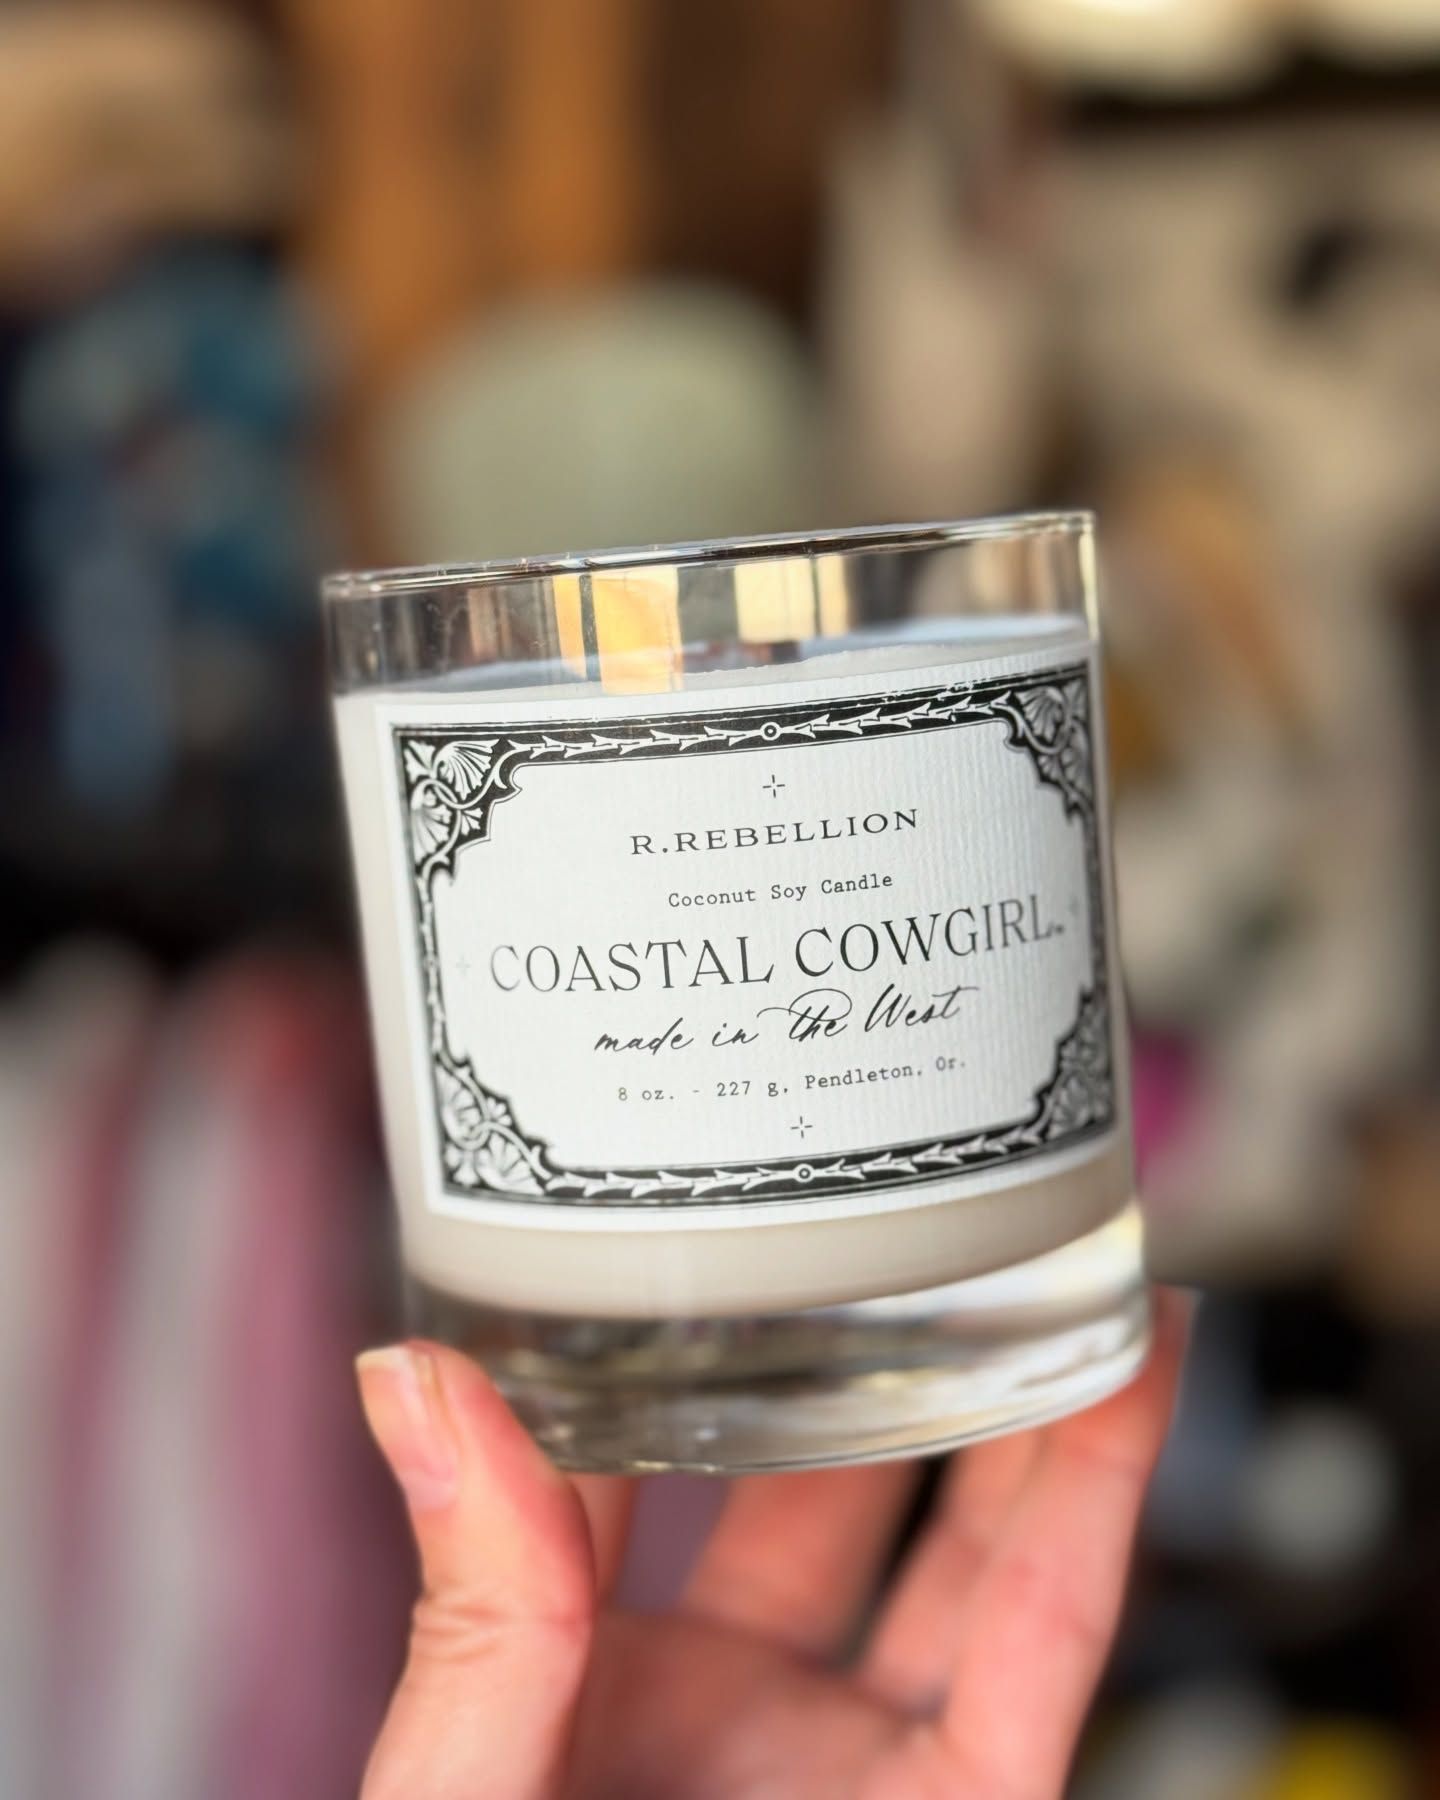 R.REBELLION
Coconut Soy Candle
COASTAL COWGIRL.
made in the West
8 oz. - 227 g, Pendleton, Or.